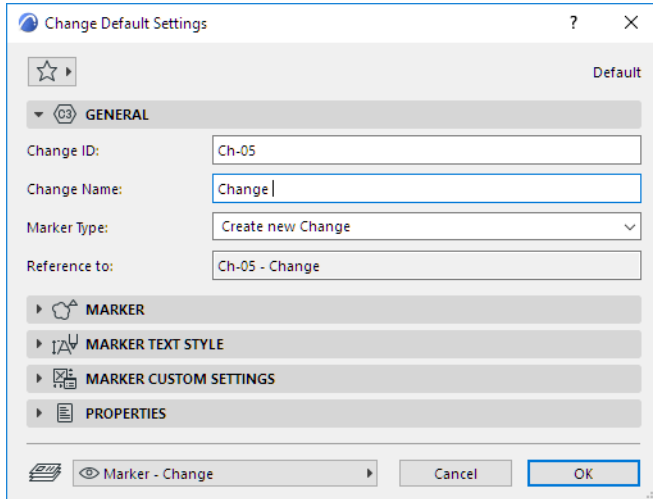 Change Default Settings ?
Default
C3 GENERAL
Change ID: Ch-05
Change Name: Change
Marker Type: Create new Change
Reference to: Ch-05 - Change
MARKER
MARKER TEXT STYLE
MARKER CUSTOM SETTINGS
PROPERTIES
Marker - Change Cancel OK